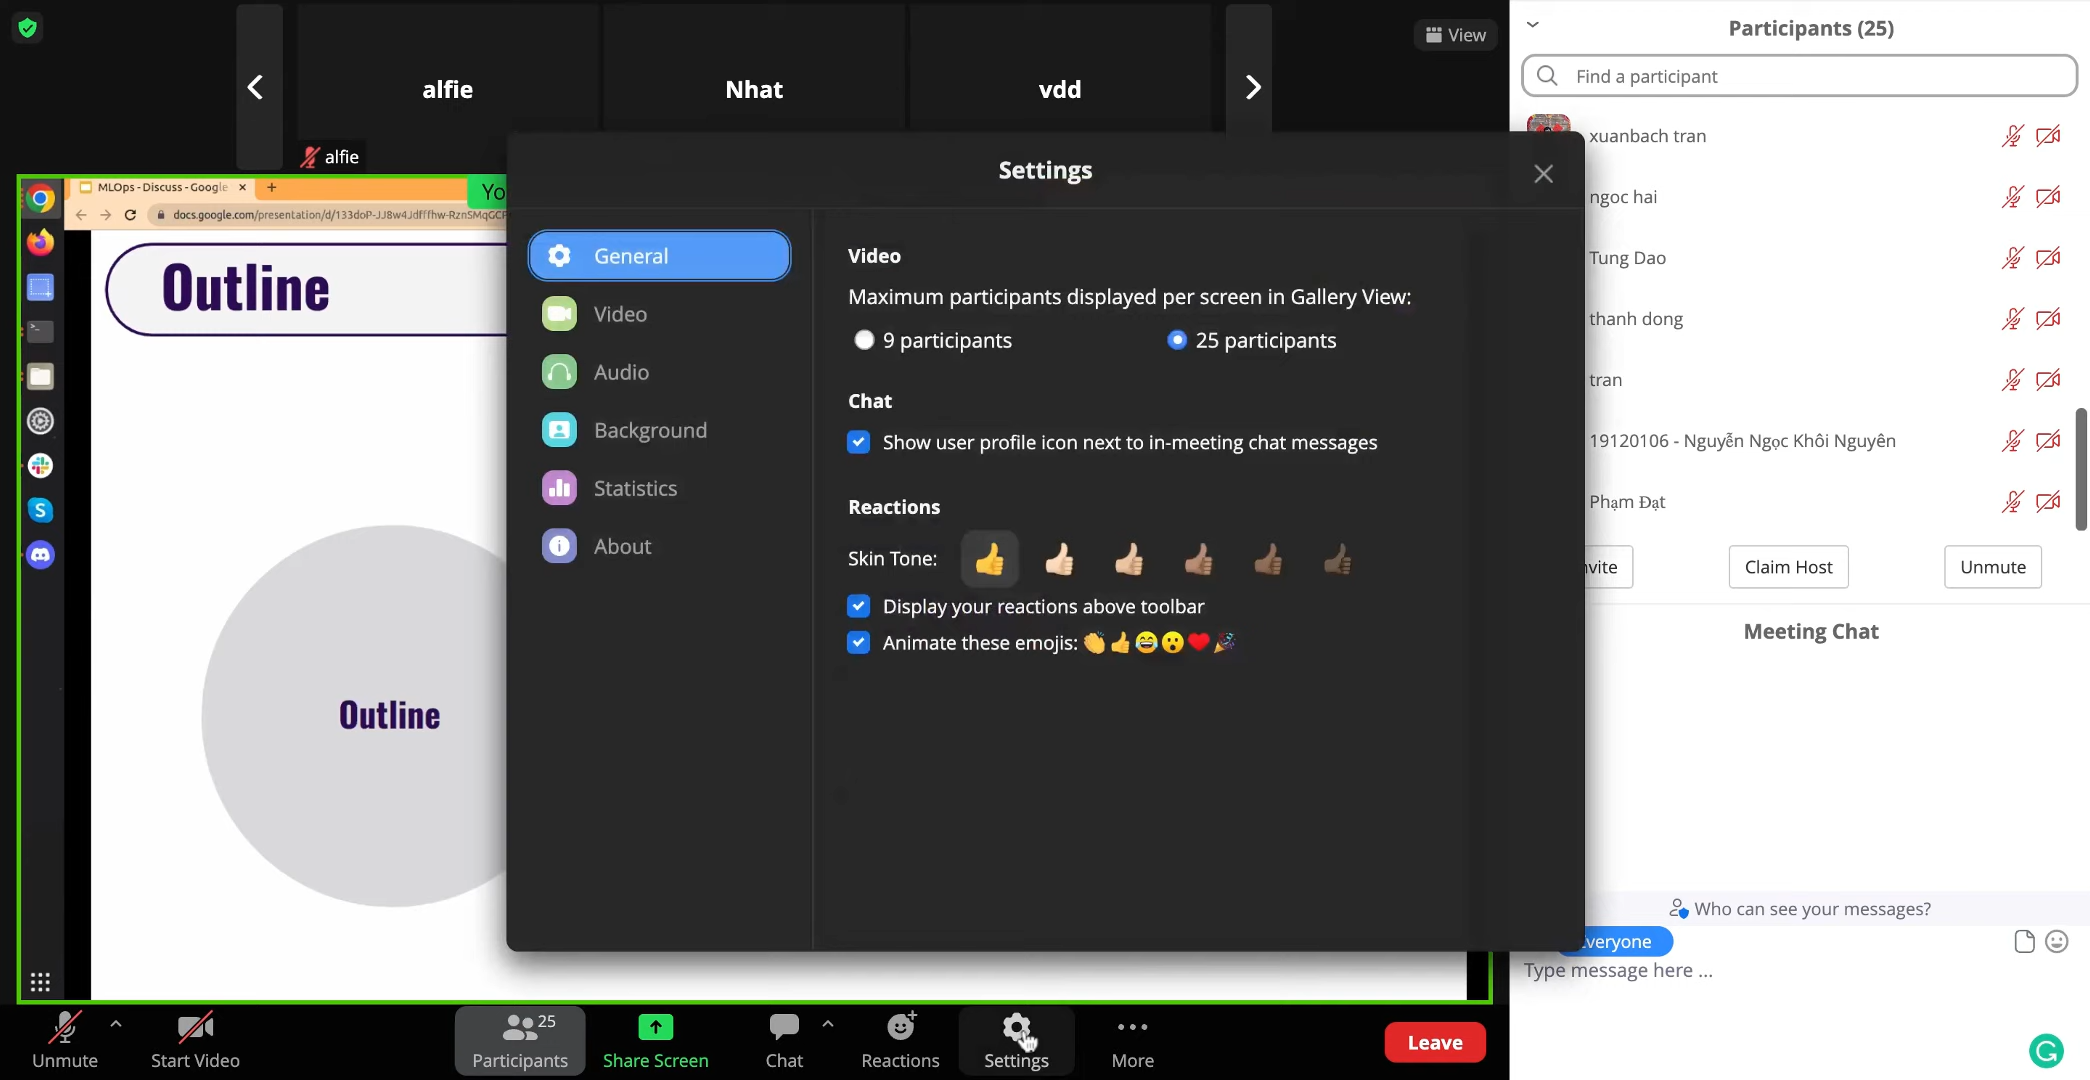 alfie
Nhat
vdd
View
alfie
MLOps - Discuss - Google
Yo
docs.google.com/presentation/d/
Outline
Outline
Settings
General
Video
Audio
Background
Statistics
About
Video
Maximum participants displayed per screen in Gallery View:
9 participants
25 participants
Chat
Show user profile icon next to in-meeting chat messages
Reactions
Skin Tone: 👍 👍🏻 👍🏼 👍🏽 👍🏾 👍🏿
Display your reactions above toolbar
Animate these emojis: 👏👍😂😮❤️🎉
Participants (25)
Find a participant
xuanbach tran
ngoc hai
Tung Dao
thanh dong
tran
19120106 - Nguyễn Ngọc Khôi Nguyên
Phạm Đạt
nvite
Claim Host
Unmute
Meeting Chat
Who can see your messages?
veryone
Type message here ...
Unmute
Start Video
25
Participants
Share Screen
Chat
Reactions
Settings
More
Leave